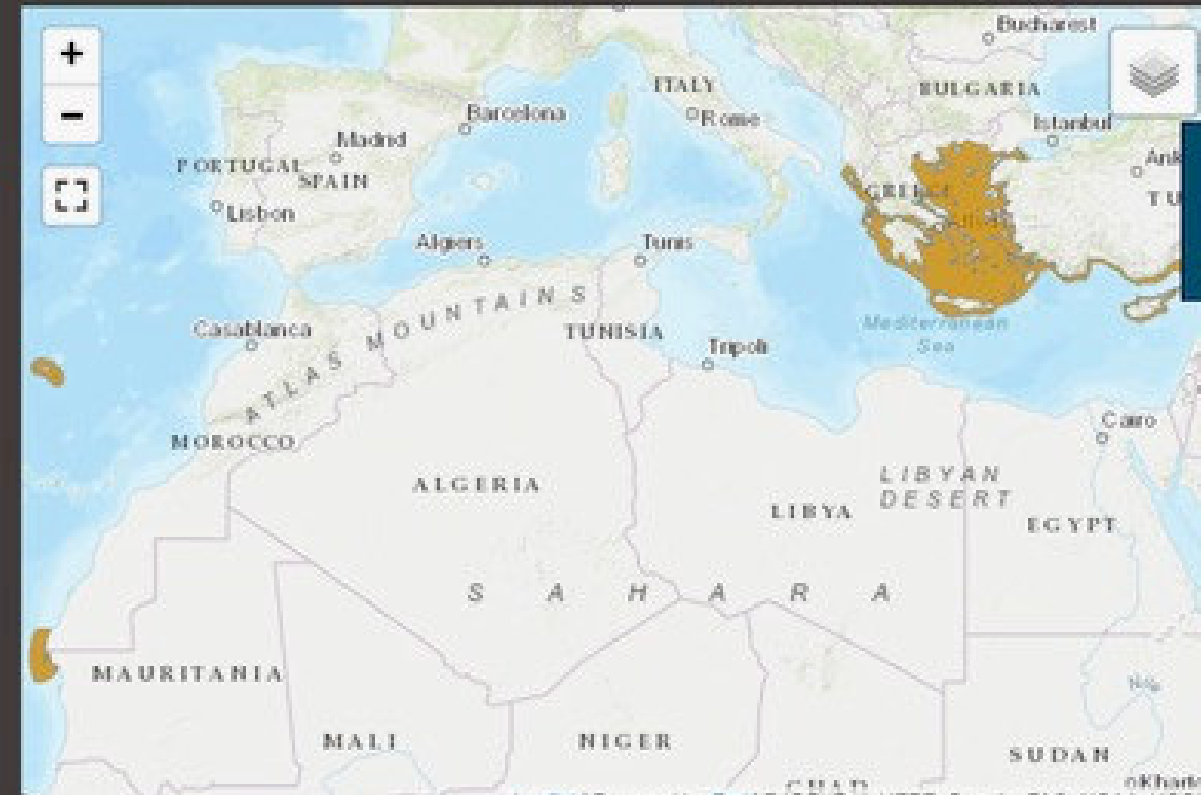 +
Bucharest
ITALY
BULGARIA
−
Barcelona
Rome
Istanbul
Madrid
PORTUGAL
SPAIN
Lisbon
Algiers
Tunis
ATLAS MOUNTAINS
Casablanca
TUNISIA
Mediterranean
Sea
Tripoli
MOROCCO
Cairo
ALGERIA
LIBYAN
DESERT
LIBYA
EGYPT
SAHARA
MAURITANIA
MALI
NIGER
SUDAN